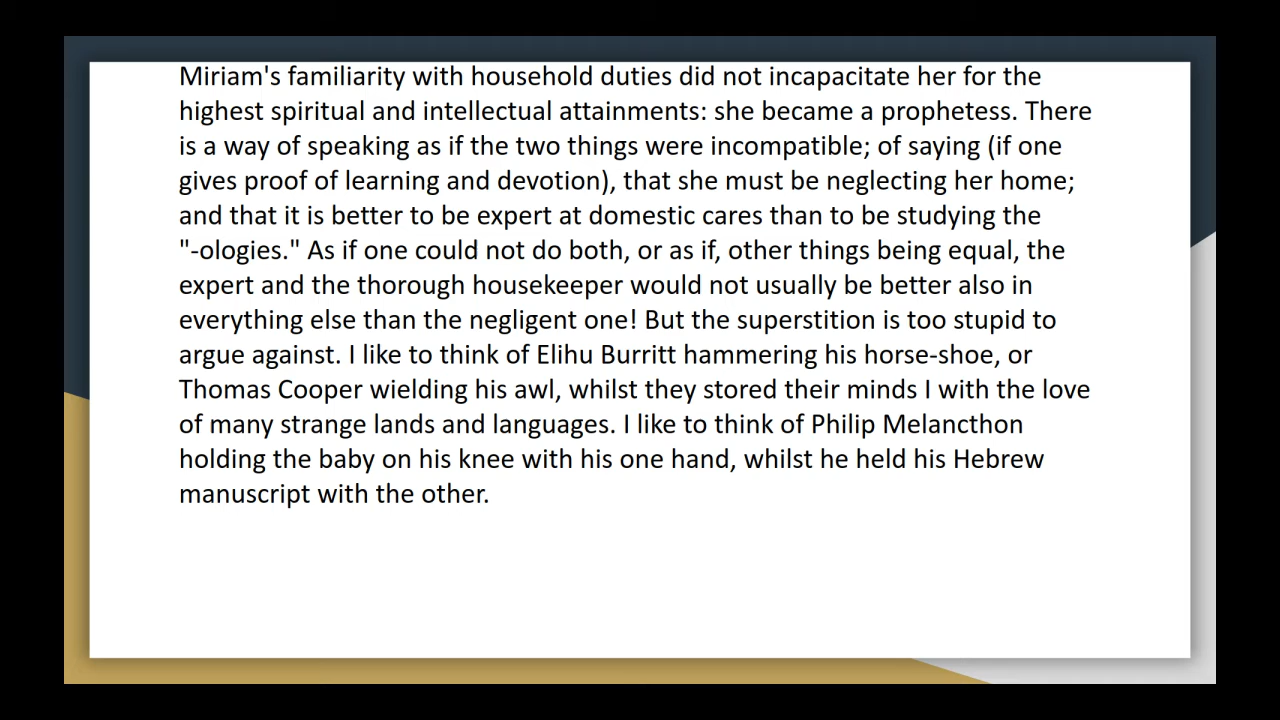 Miriam's familiarity with household duties did not incapacitate her for the
highest spiritual and intellectual attainments: she became a prophetess. There
is a way of speaking as if the two things were incompatible; of saying (if one
gives proof of learning and devotion), that she must be neglecting her home;
and that it is better to be expert at domestic cares than to be studying the
"-ologies." As if one could not do both, or as if, other things being equal, the
expert and the thorough housekeeper would not usually be better also in
everything else than the negligent one! But the superstition is too stupid to
argue against. I like to think of Elihu Burritt hammering his horse-shoe, or
Thomas Cooper wielding his awl, whilst they stored their minds I with the love
of many strange lands and languages. I like to think of Philip Melancthon
holding the baby on his knee with his one hand, whilst he held his Hebrew
manuscript with the other.